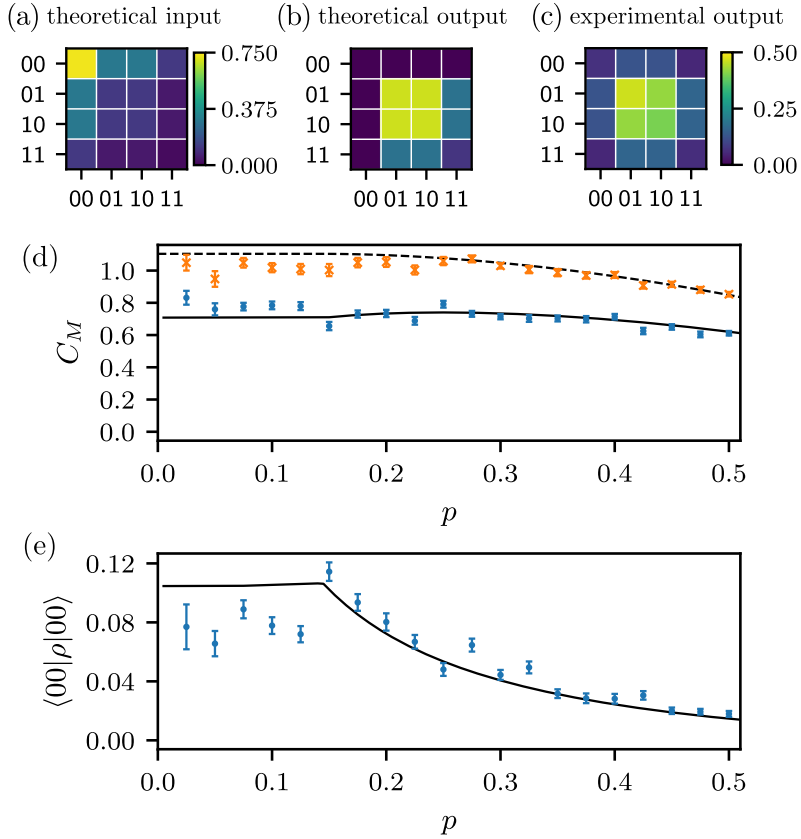 (a) theoretical input (b) theoretical output (c) experimental output
00 0.750 00 00 0.50
01 01 01
10 0.375 10 10 0.25
11 0.000 11 11 0.00
00 01 10 11 00 01 10 11 00 01 10 11
(d)
1.0
0.8
0.6
0.4
0.2
0.0
C_M
0.0 0.1 0.2 0.3 0.4 0.5
p
(e)
0.12
0.08
0.04
0.00
⟨00|ρ|00⟩
0.0 0.1 0.2 0.3 0.4 0.5
p